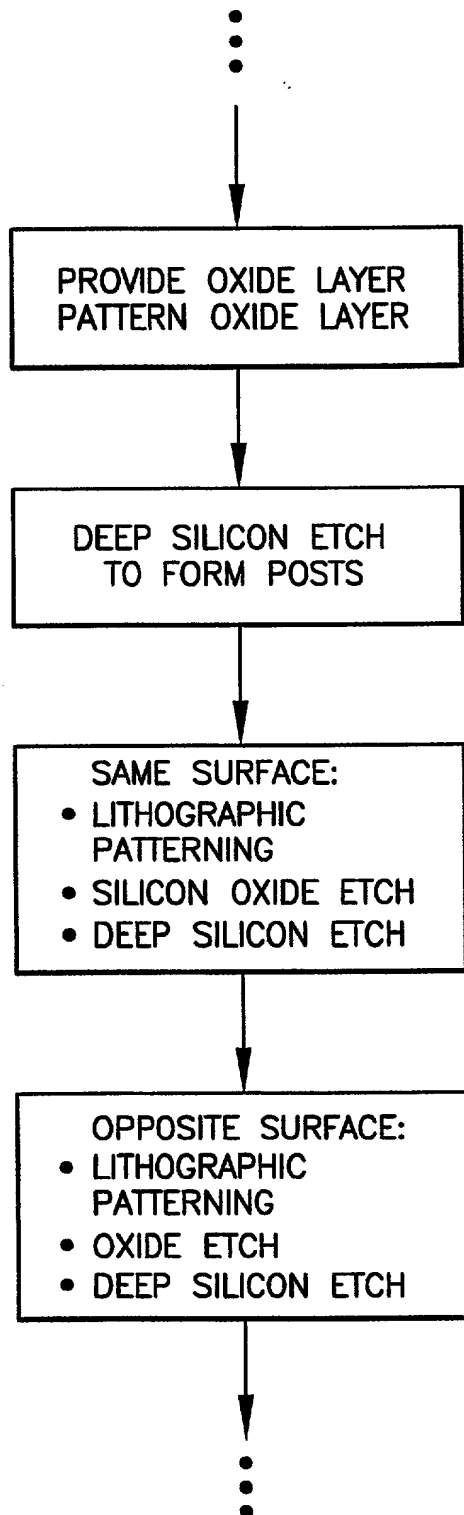 PROVIDE OXIDE LAYER
PATTERN OXIDE LAYER
DEEP SILICON ETCH
TO FORM POSTS
SAME SURFACE:
• LITHOGRAPHIC
PATTERNING
• SILICON OXIDE ETCH
• DEEP SILICON ETCH
OPPOSITE SURFACE:
• LITHOGRAPHIC
PATTERNING
• OXIDE ETCH
• DEEP SILICON ETCH